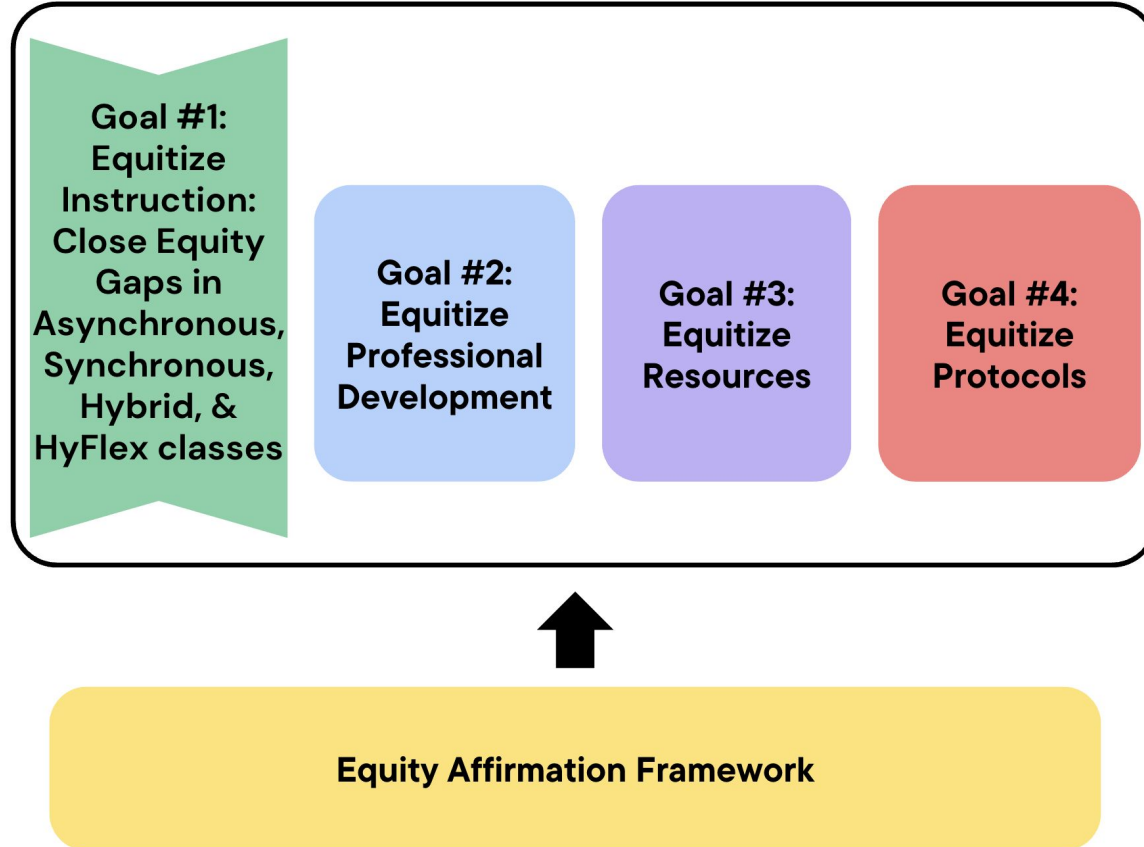 Goal #1:
Equitize
Instruction:
Close Equity
Gaps in
Asynchronous,
Synchronous,
Hybrid, &
HyFlex classes
Goal #2:
Equitize
Professional
Development
Goal #3:
Equitize
Resources
Goal #4:
Equitize
Protocols
Equity Affirmation Framework